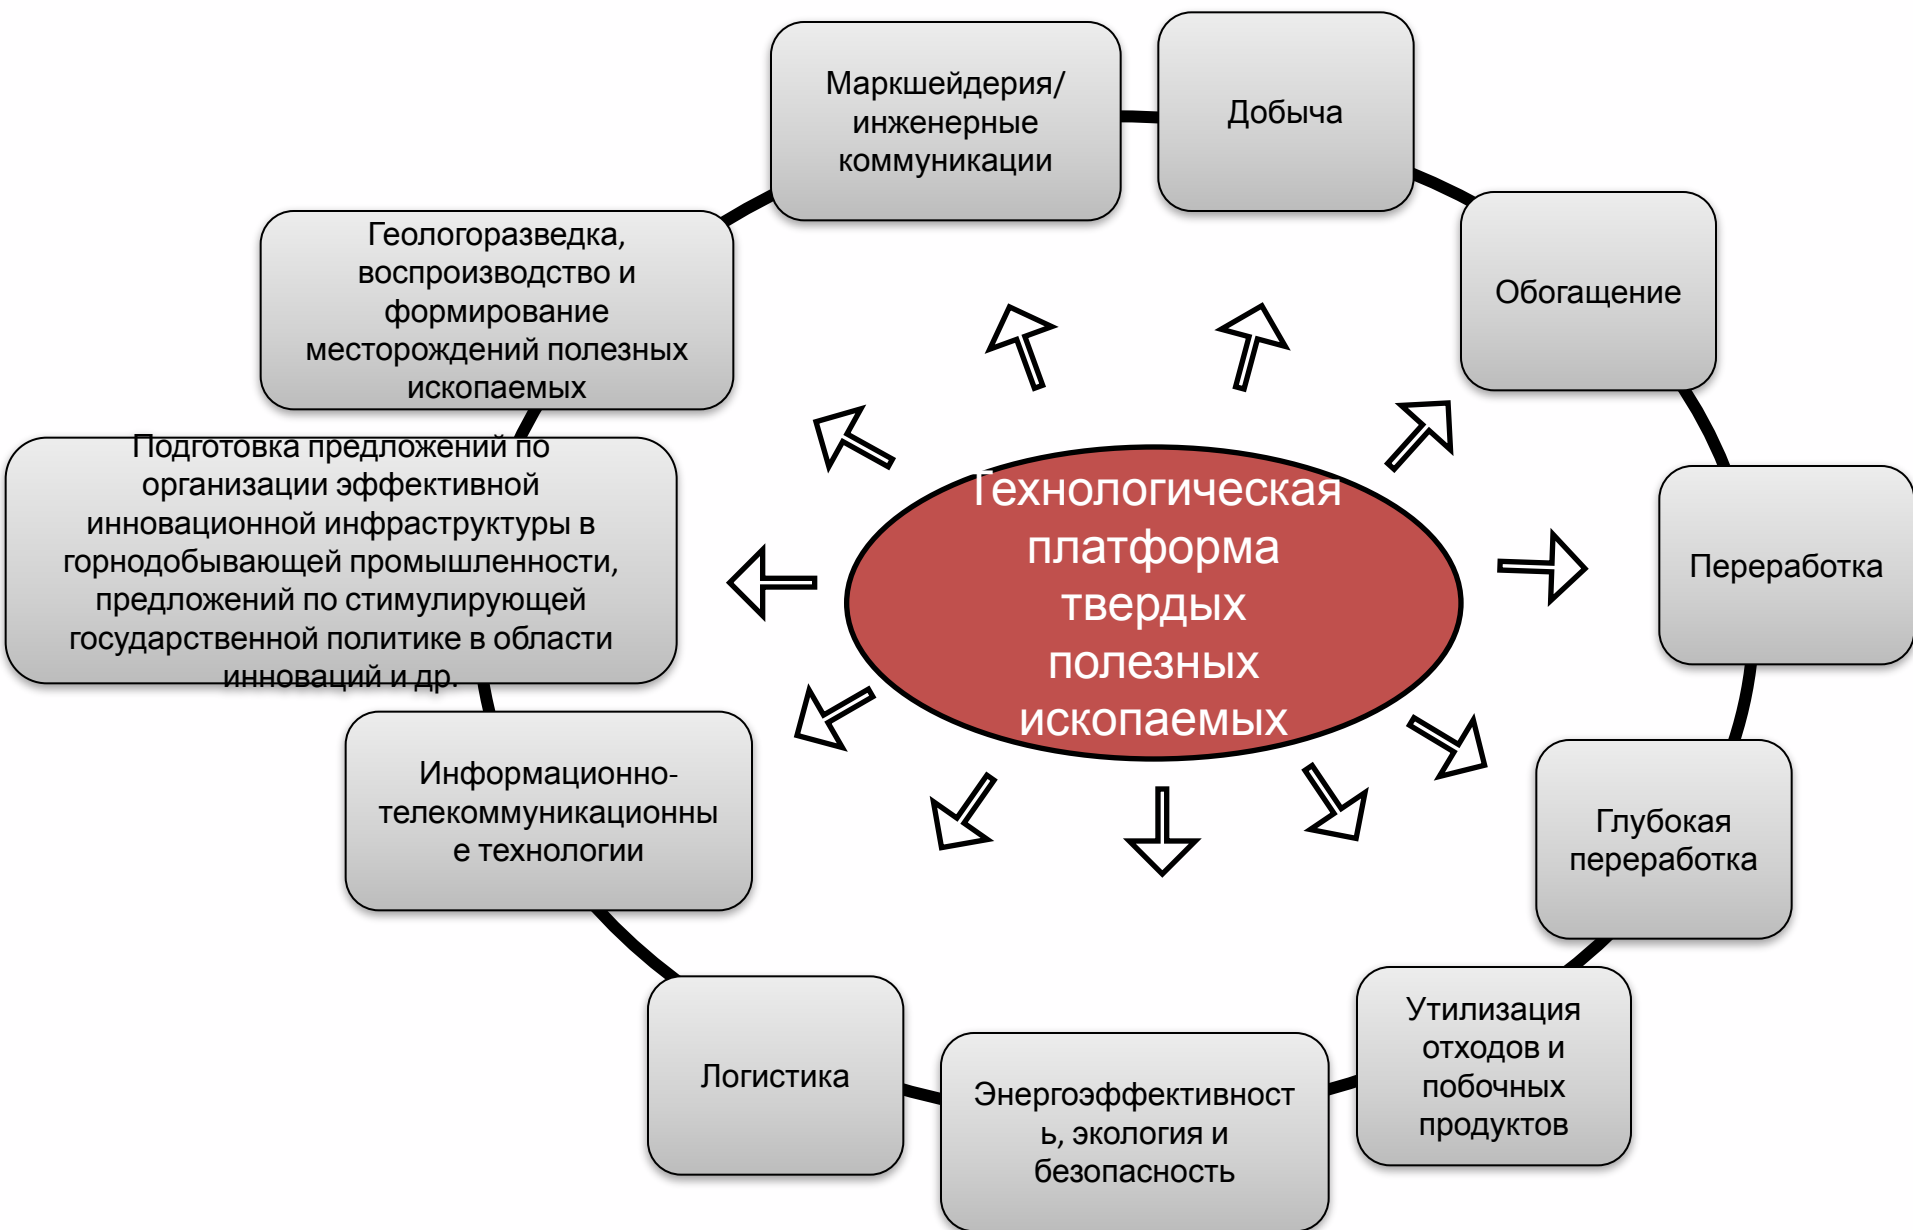 Маркшейдерия/
инженерные
коммуникации
Добыча
Обогащение
Переработка
Глубокая
переработка
Утилизация
отходов и
побочных
продуктов
Энергоэффективност
ь, экология и
безопасность
Логистика
Информационно-
телекоммуникационны
е технологии
Подготовка предложений по
организации эффективной
инновационной инфраструктуры в
горнодобывающей промышленности,
предложений по стимулирующей
государственной политике в области
инноваций и др.
Геологоразведка,
воспроизводство и
формирование
месторождений полезных
ископаемых
Технологическая
платформа
твердых
полезных
ископаемых